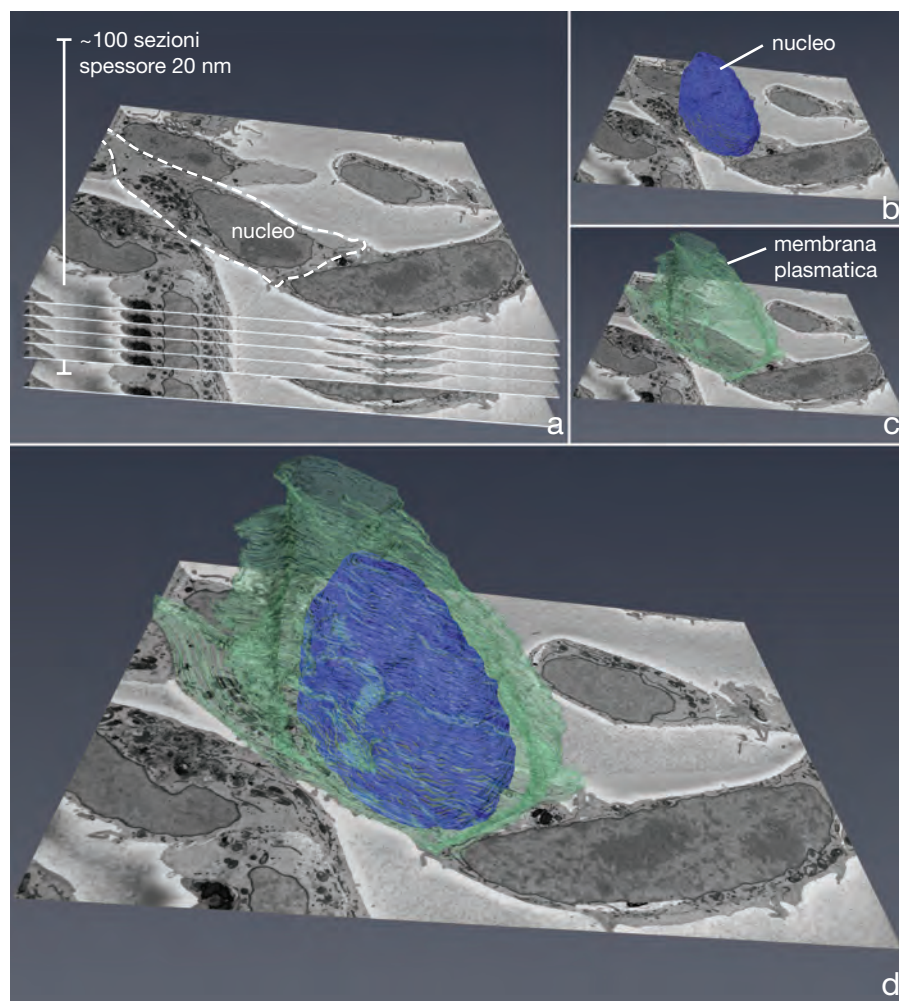 ~100 sezioni
spessore 20 nm
nucleo
a
nucleo
b
membrana
plasmatica
c
d